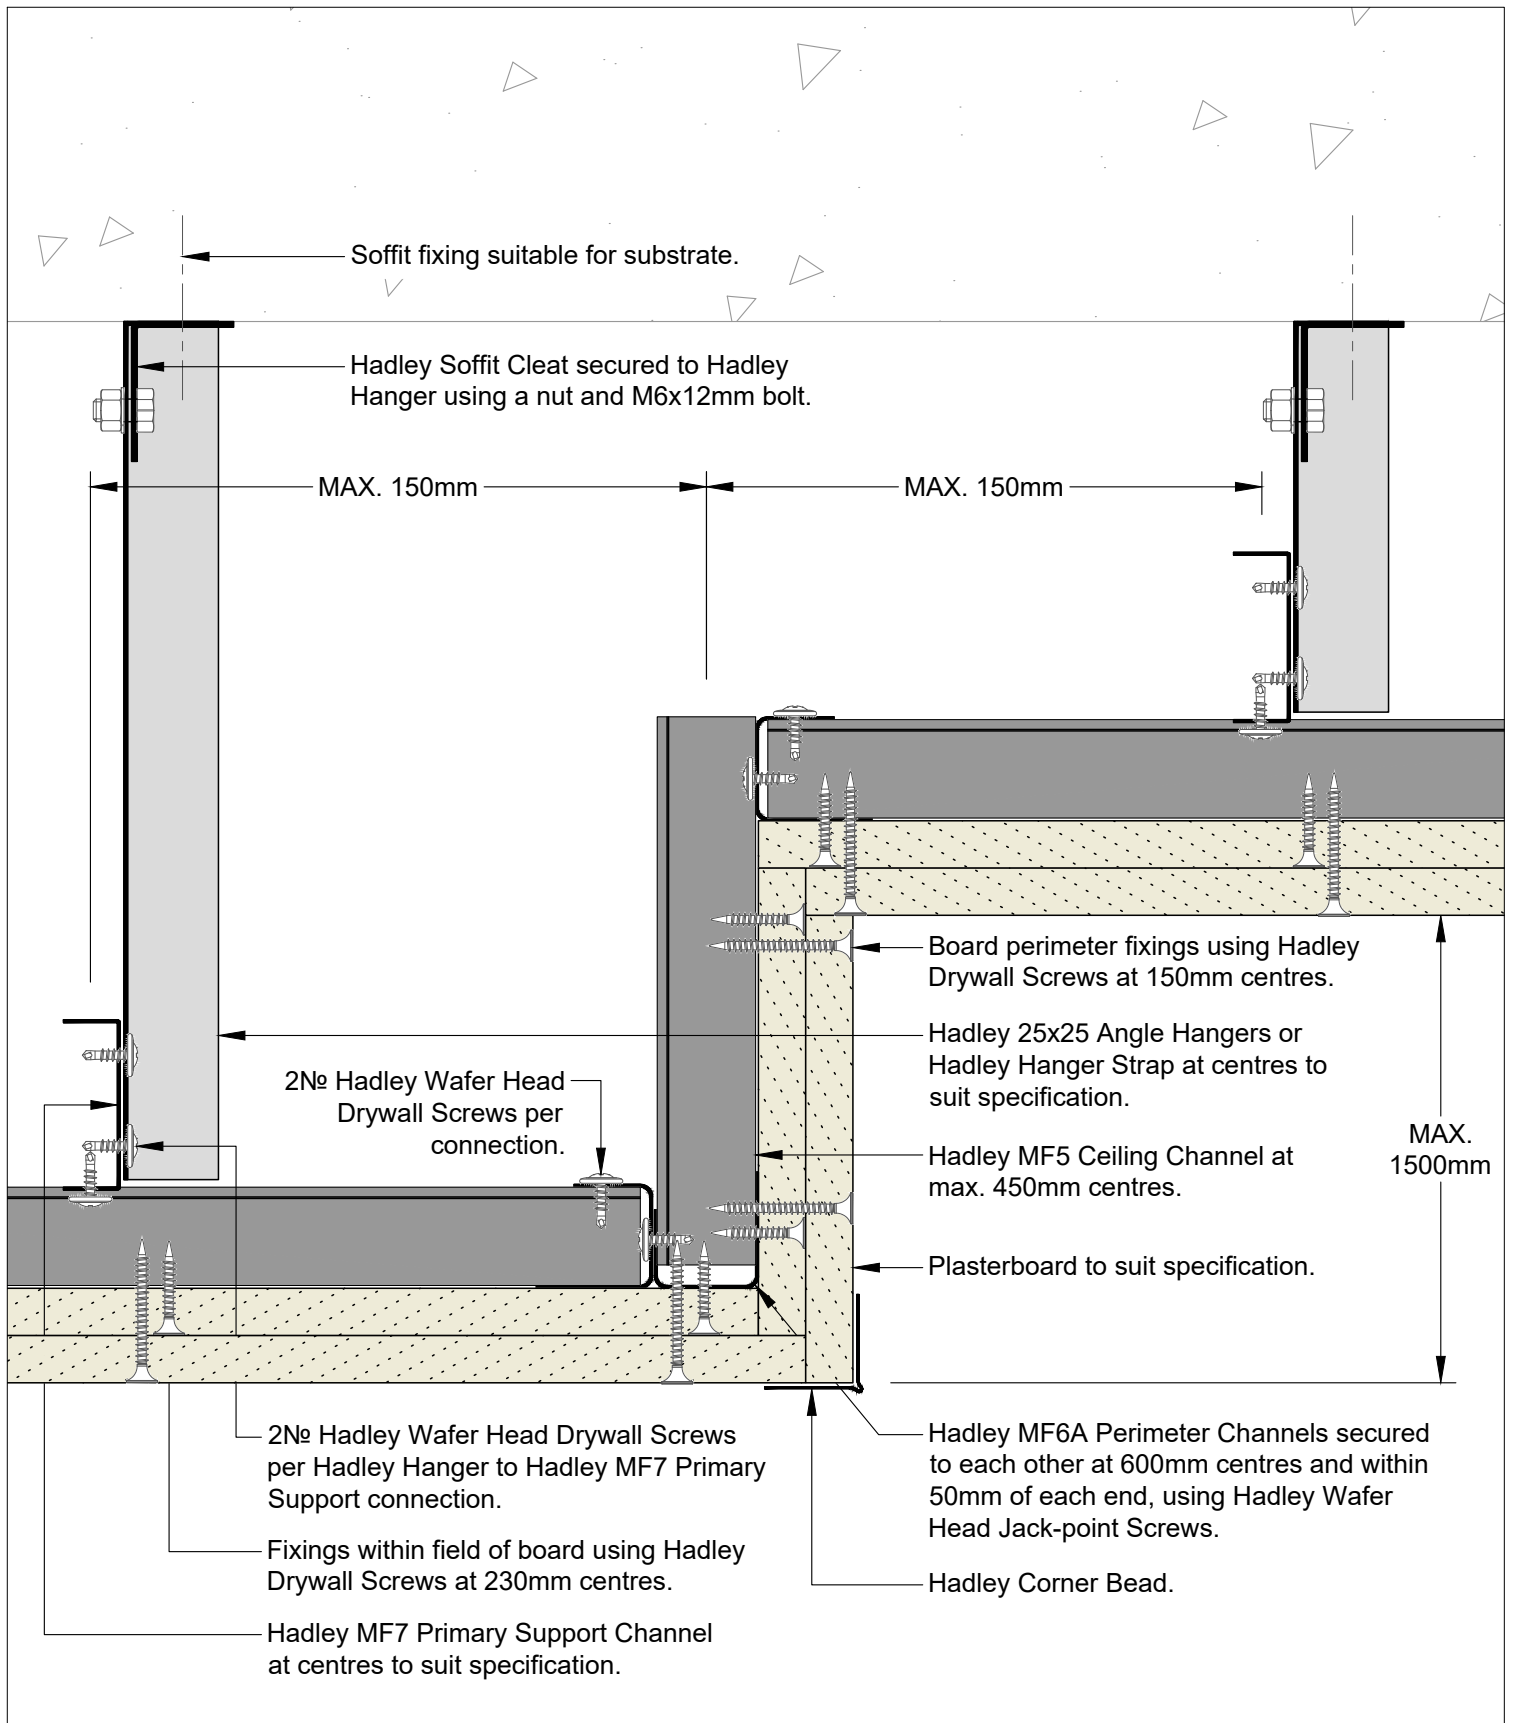 Soffit fixing suitable for substrate.
Hadley Soffit Cleat secured to Hadley
Hanger using a nut and M6x12mm bolt.
MAX. 150mm
MAX. 150mm
Board perimeter fixings using Hadley
Drywall Screws at 150mm centres.
Hadley 25x25 Angle Hangers or
Hadley Hanger Strap at centres to
suit specification.
2№ Hadley Wafer Head
Drywall Screws per
connection.
MAX.
1500mm
Hadley MF5 Ceiling Channel at
max. 450mm centres.
Plasterboard to suit specification.
2№ Hadley Wafer Head Drywall Screws
per Hadley Hanger to Hadley MF7 Primary
Support connection.
Hadley MF6A Perimeter Channels secured
to each other at 600mm centres and within
50mm of each end, using Hadley Wafer
Head Jack-point Screws.
Fixings within field of board using Hadley
Drywall Screws at 230mm centres.
Hadley Corner Bead.
Hadley MF7 Primary Support Channel
at centres to suit specification.